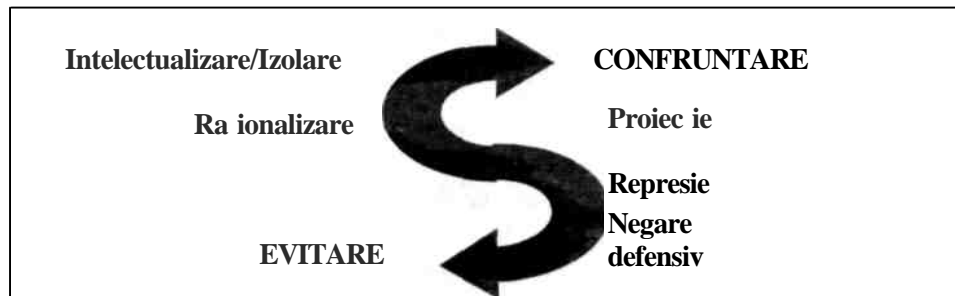 Intelectualizare/Izolare
CONFRUNTARE
Ra ionalizare
Proiec ie
Represie
Negare
defensiv
EVITARE